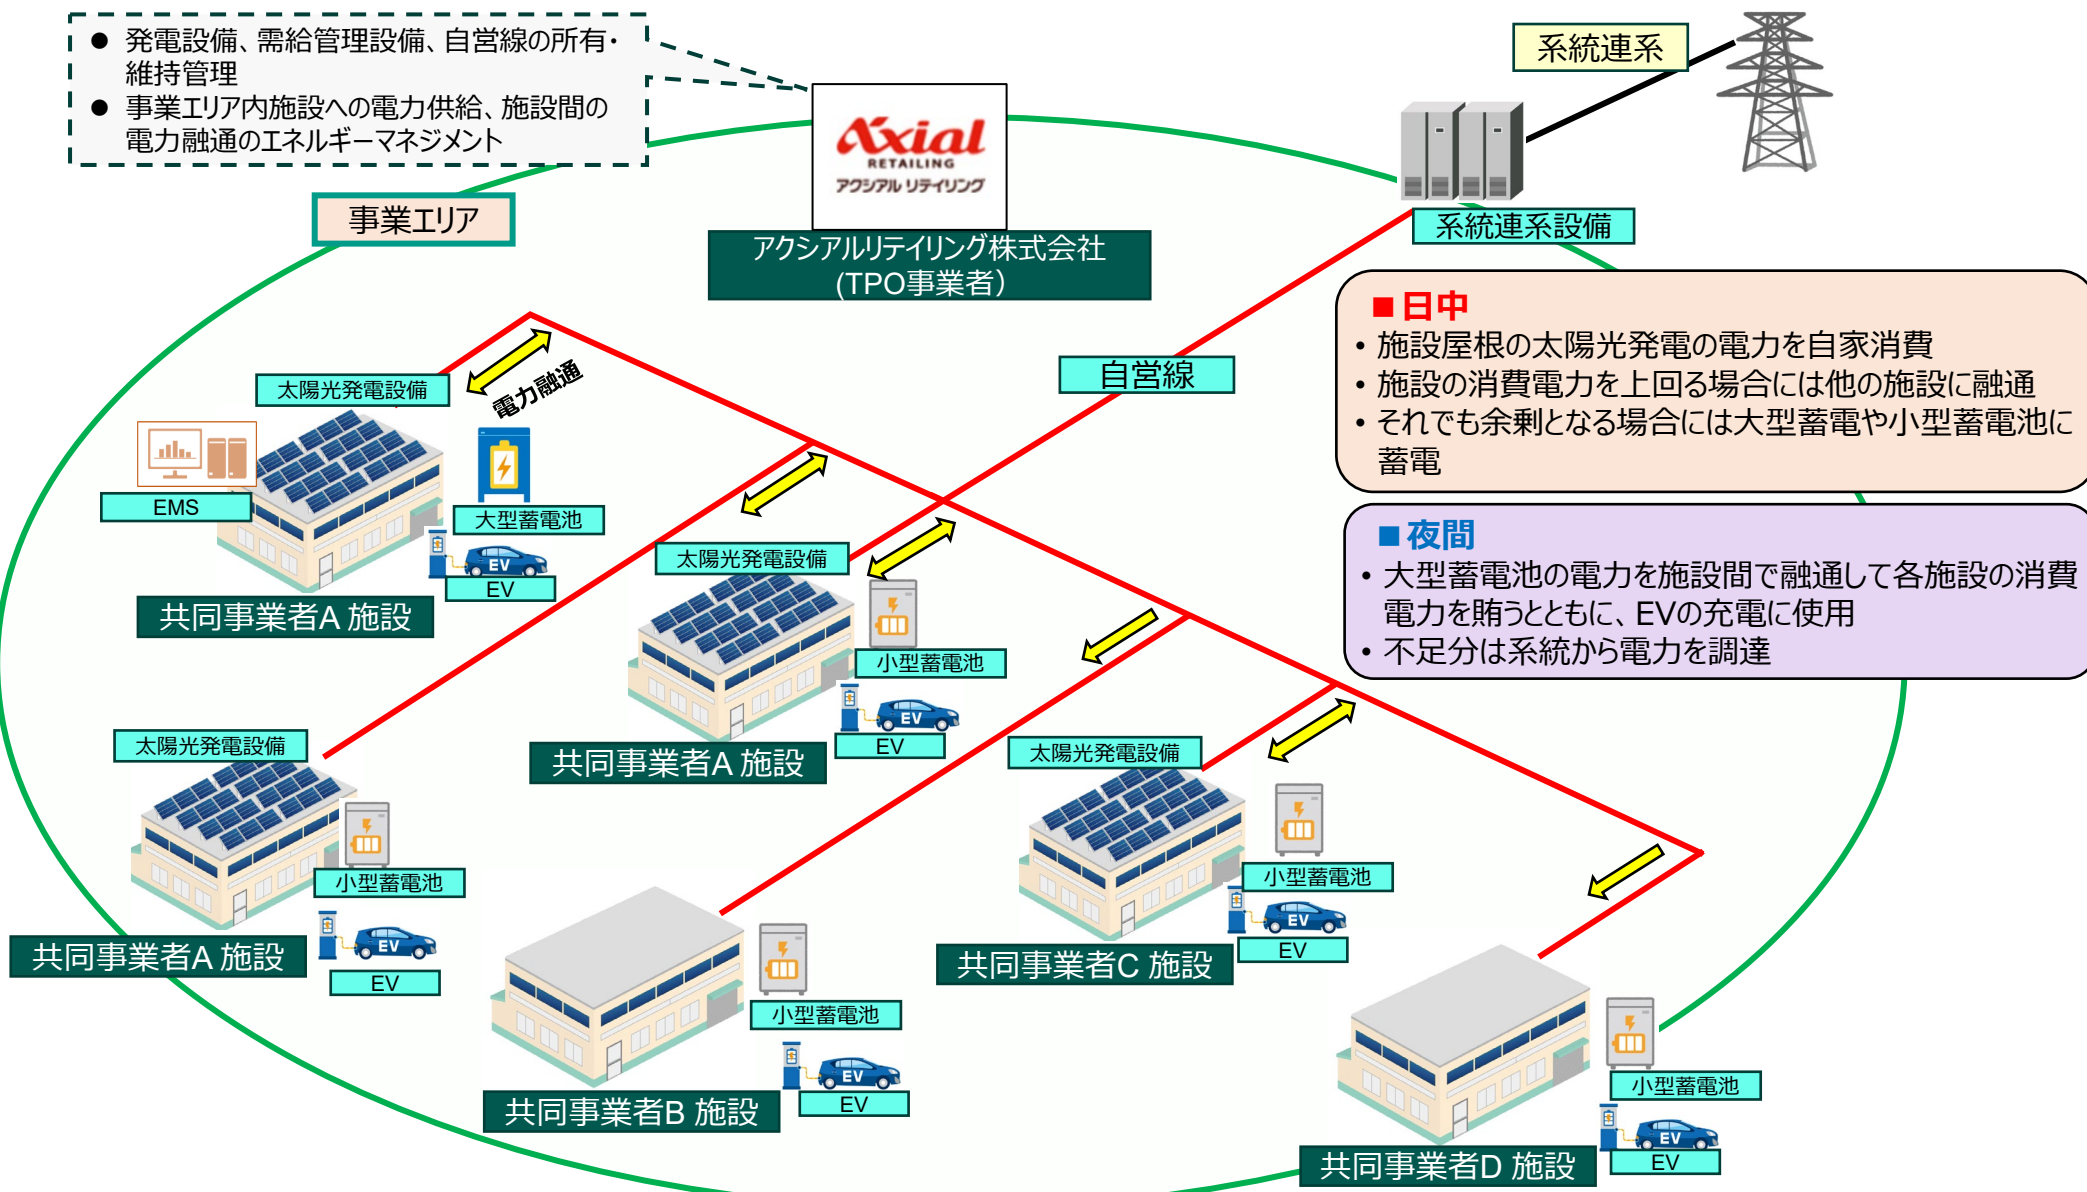 ● 発電設備、需給管理設備、自営線の所有・
維持管理
● 事業エリア内施設への電力供給、施設間の
電力融通のエネルギーマネジメント
Axial
RETAILING
アクシアル リテイリング
アクシアルリテイリング株式会社
(TPO事業者）
系統連系
系統連系設備
事業エリア
自営線
■日中
• 施設屋根の太陽光発電の電力を自家消費
• 施設の消費電力を上回る場合には他の施設に融通
• それでも余剰となる場合には大型蓄電や小型蓄電池に
蓄電
■夜間
• 大型蓄電池の電力を施設間で融通して各施設の消費
電力を賄うとともに、EVの充電に使用
• 不足分は系統から電力を調達
電力融通
太陽光発電設備
EMS
大型蓄電池
EV
EV
共同事業者A 施設
太陽光発電設備
小型蓄電池
EV
EV
共同事業者A 施設
太陽光発電設備
小型蓄電池
EV
EV
共同事業者A 施設
太陽光発電設備
小型蓄電池
EV
EV
共同事業者C 施設
小型蓄電池
EV
EV
共同事業者B 施設
小型蓄電池
EV
EV
共同事業者D 施設